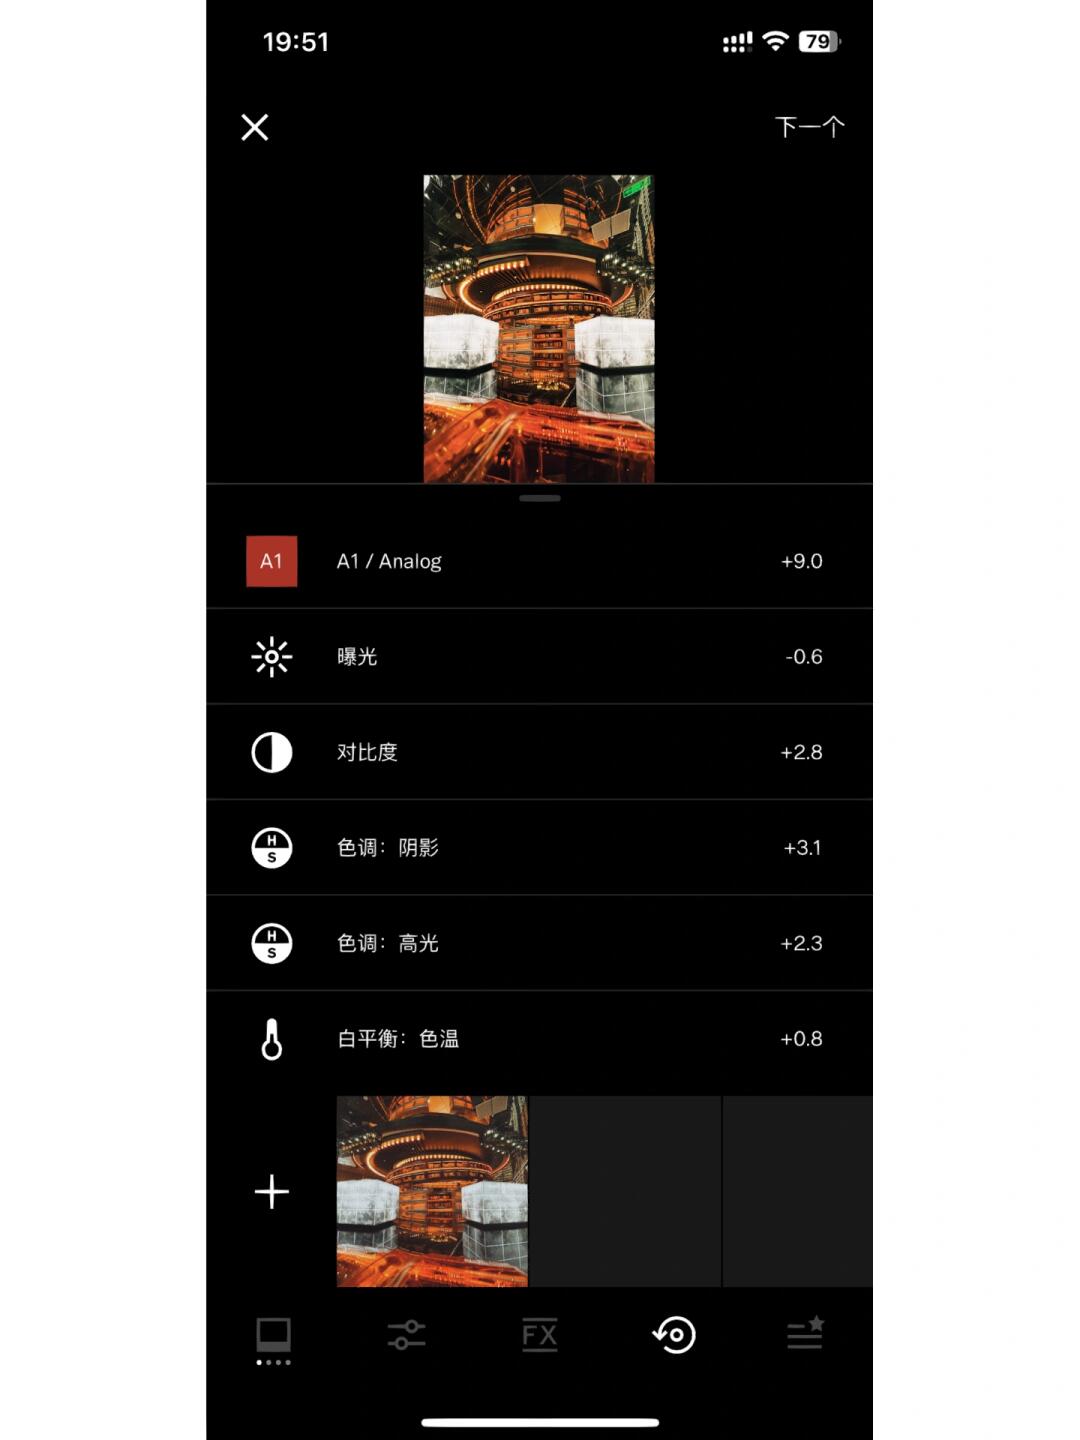 19:51
79
下一个
A1
A1 / Analog
+9.0
曝光
-0.6
对比度
+2.8
H
S
色调：阴影
+3.1
H
S
色调：高光
+2.3
白平衡：色温
+0.8
FX